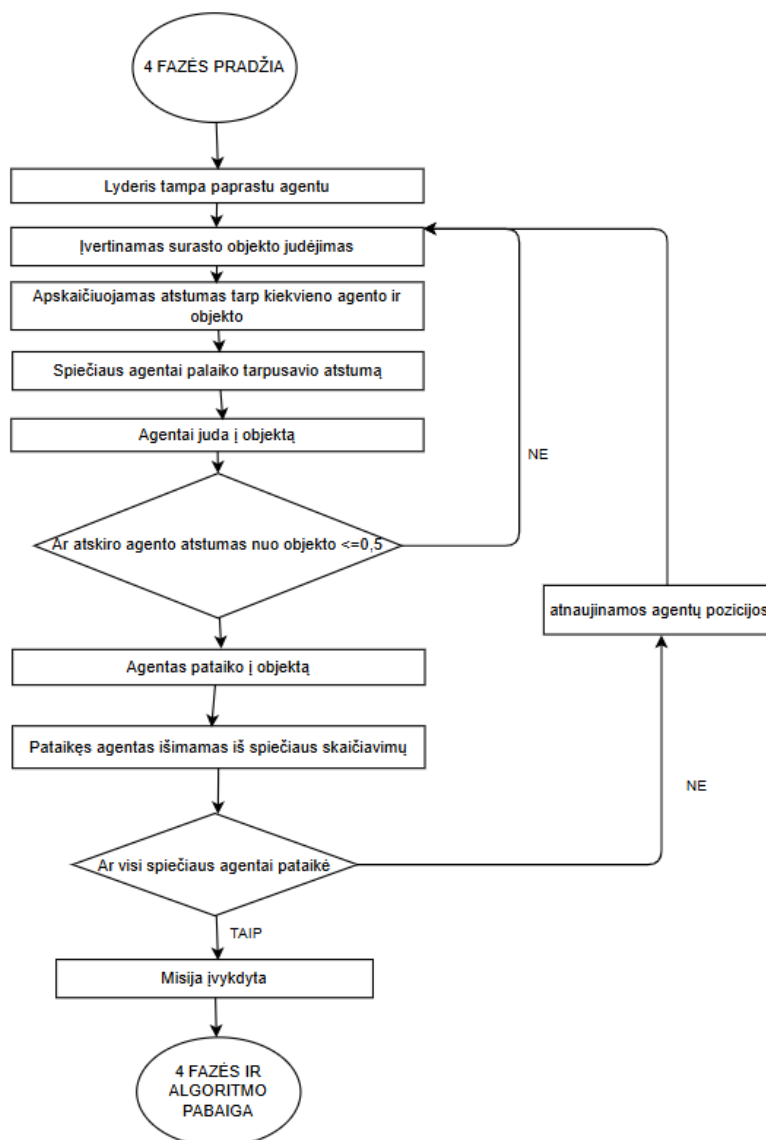 4 FAZĖS PRADŽIA
Lyderis tampa paprastu agentu
Įvertinamas surasto objekto judėjimas
Apskaičiuojamas atstumas tarp kiekvieno agento ir
objekto
Spiečiaus agentai palaiko tarpusavio atstumą
Agentai juda į objektą
NE
Ar atskiro agento atstumas nuo objekto <=0,5
atnaujinamos agentų pozicijos
Agentas pataiko į objektą
Pataikęs agentas išimamas iš spiečiaus skaičiavimų
NE
Ar visi spiečiaus agentai pataikė
TAIP
Misija įvykdyta
4 FAZĖS IR
ALGORITMO
PABAIGA